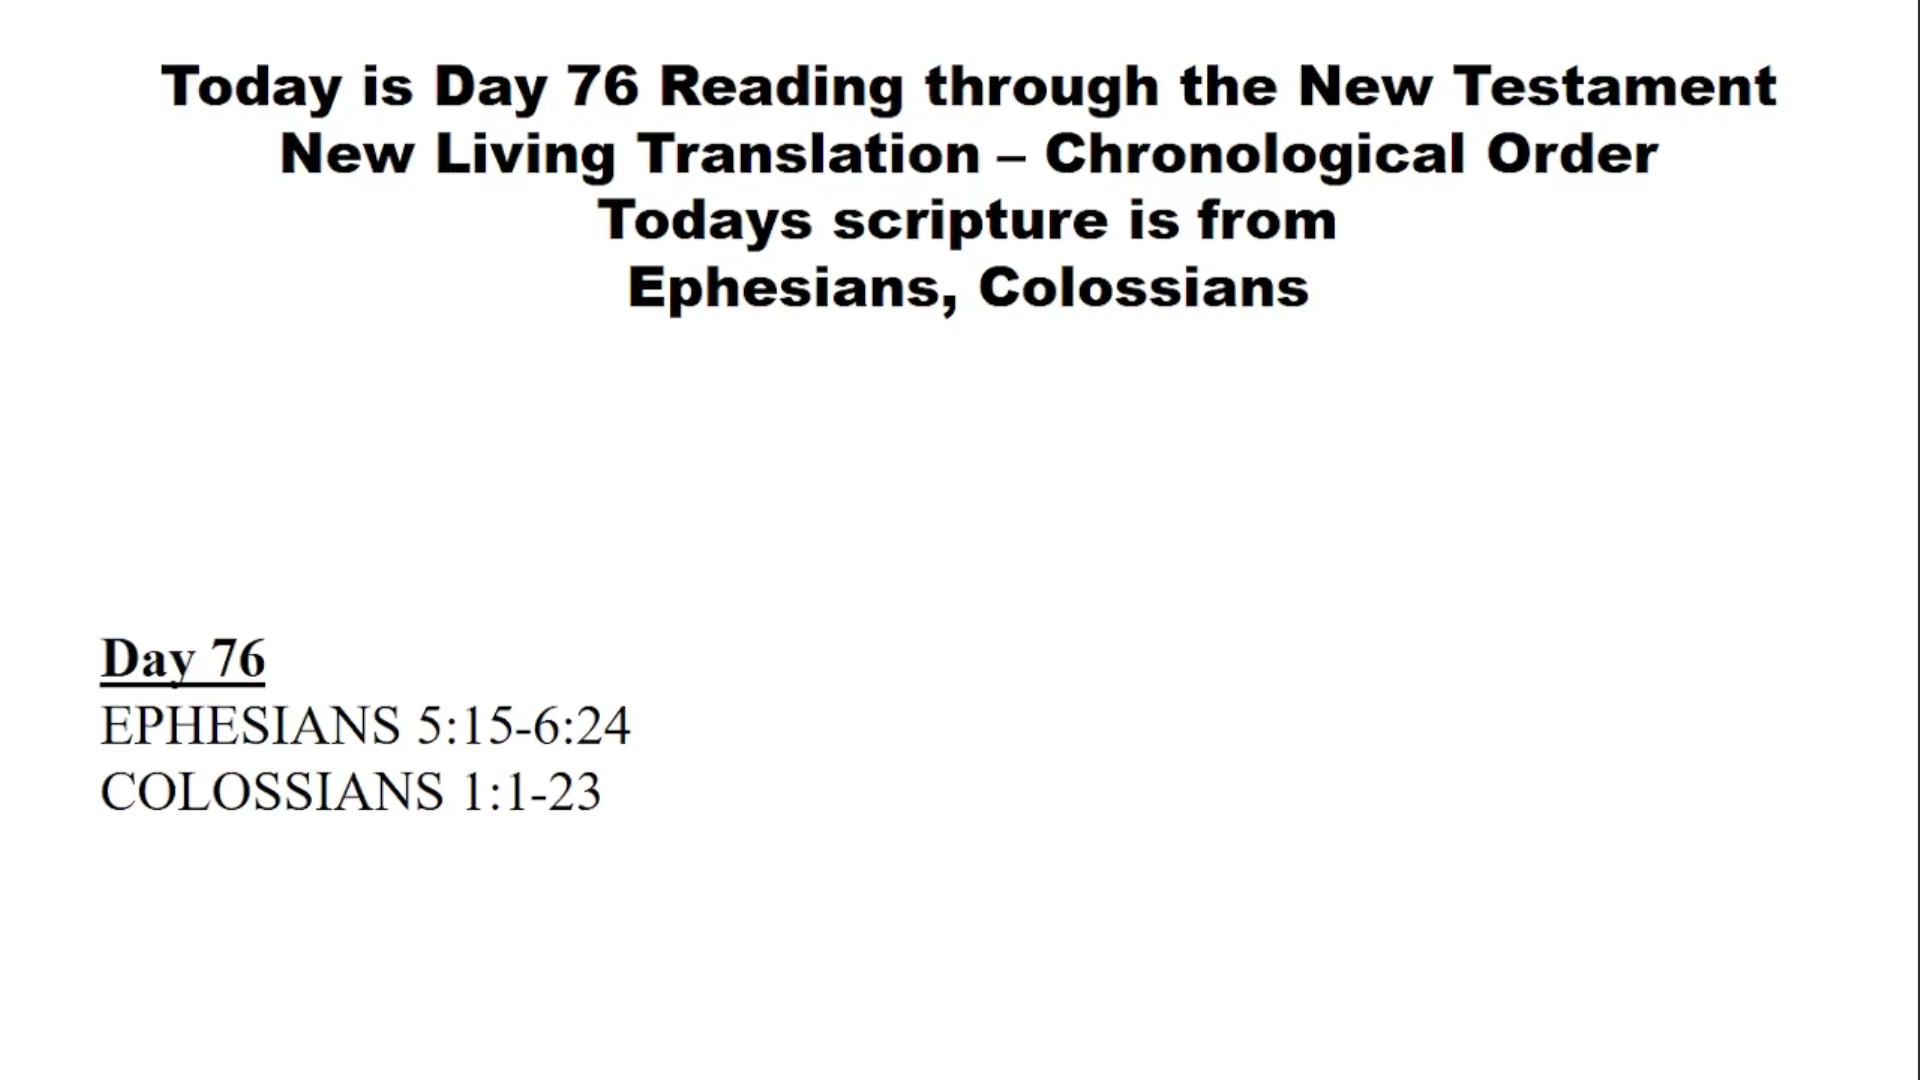 Today is Day 76 Reading through the New Testament
New Living Translation – Chronological Order
Todays scripture is from
Ephesians, Colossians
Day 76
EPHESIANS 5:15-6:24
COLOSSIANS 1:1-23